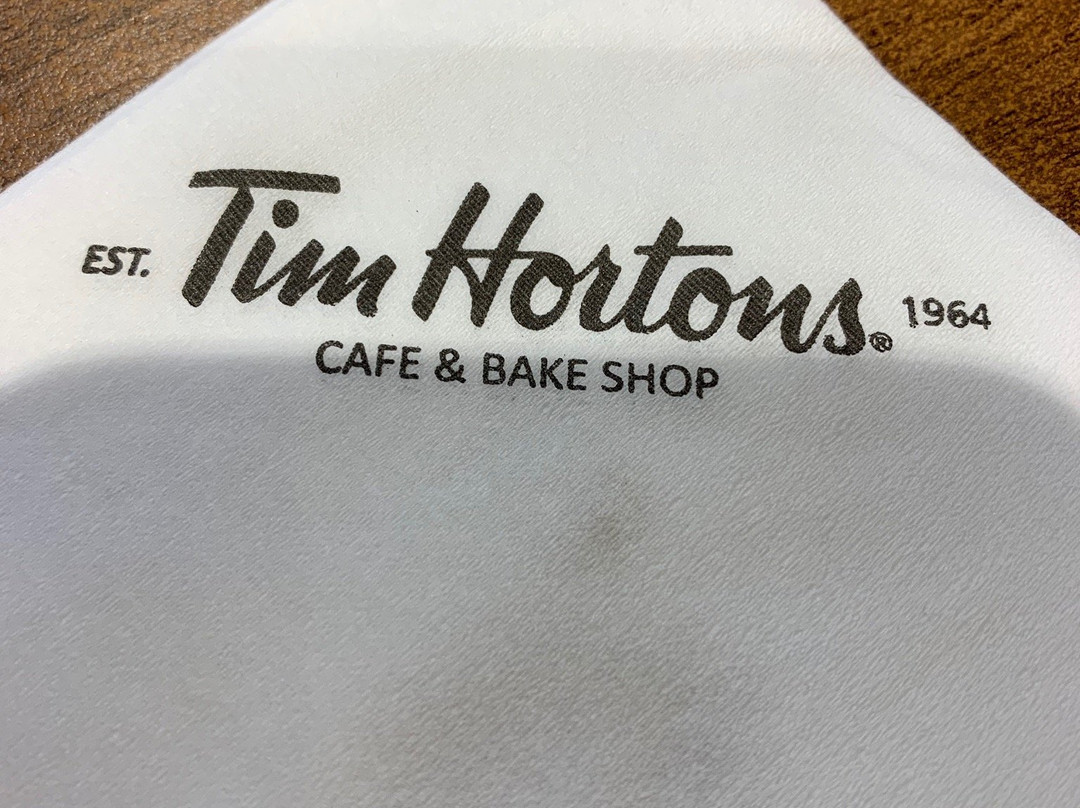 EST. Tim Hortons® 1964
CAFE & BAKE SHOP